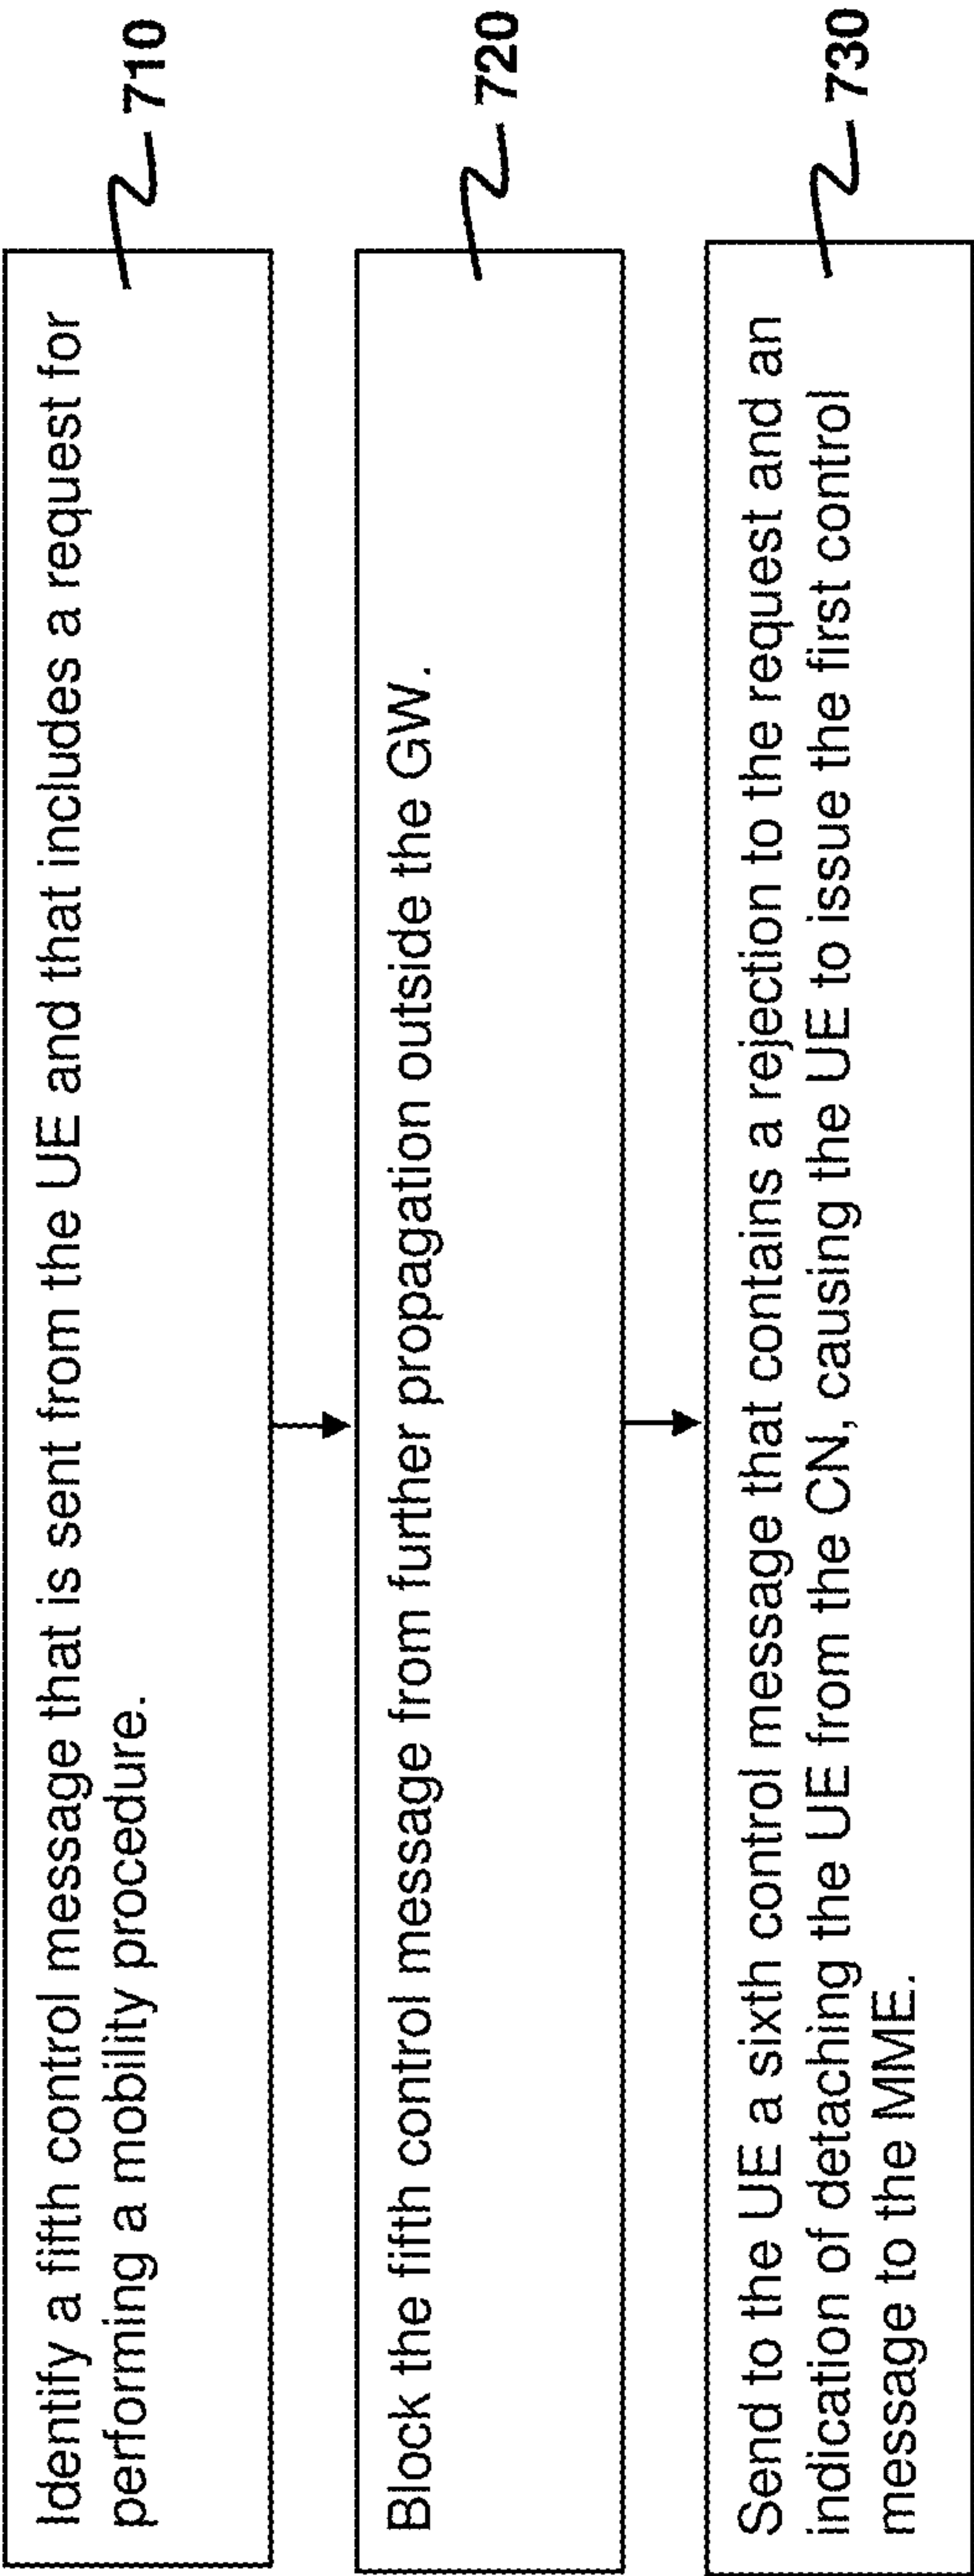 Identify a fifth control message that is sent from the UE and that includes a request for
performing a mobility procedure.
710
Block the fifth control message from further propagation outside the GW.
720
Send to the UE a sixth control message that contains a rejection to the request and an
indication of detaching the UE from the CN, causing the UE to issue the first control
message to the MME.
730